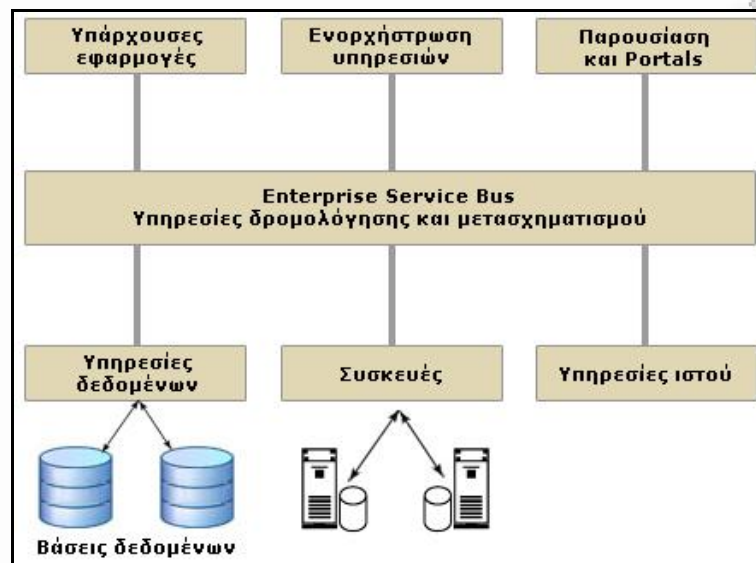 Υπάρχουσες
εφαρμογές
Ενορχήστρωση
υπηρεσιών
Παρουσίαση
και Portals
Enterprise Service Bus
Υπηρεσίες δρομολόγησης και μετασχηματισμού
Υπηρεσίες
δεδομένων
Συσκευές
Υπηρεσίες ιστού
Βάσεις δεδομένων